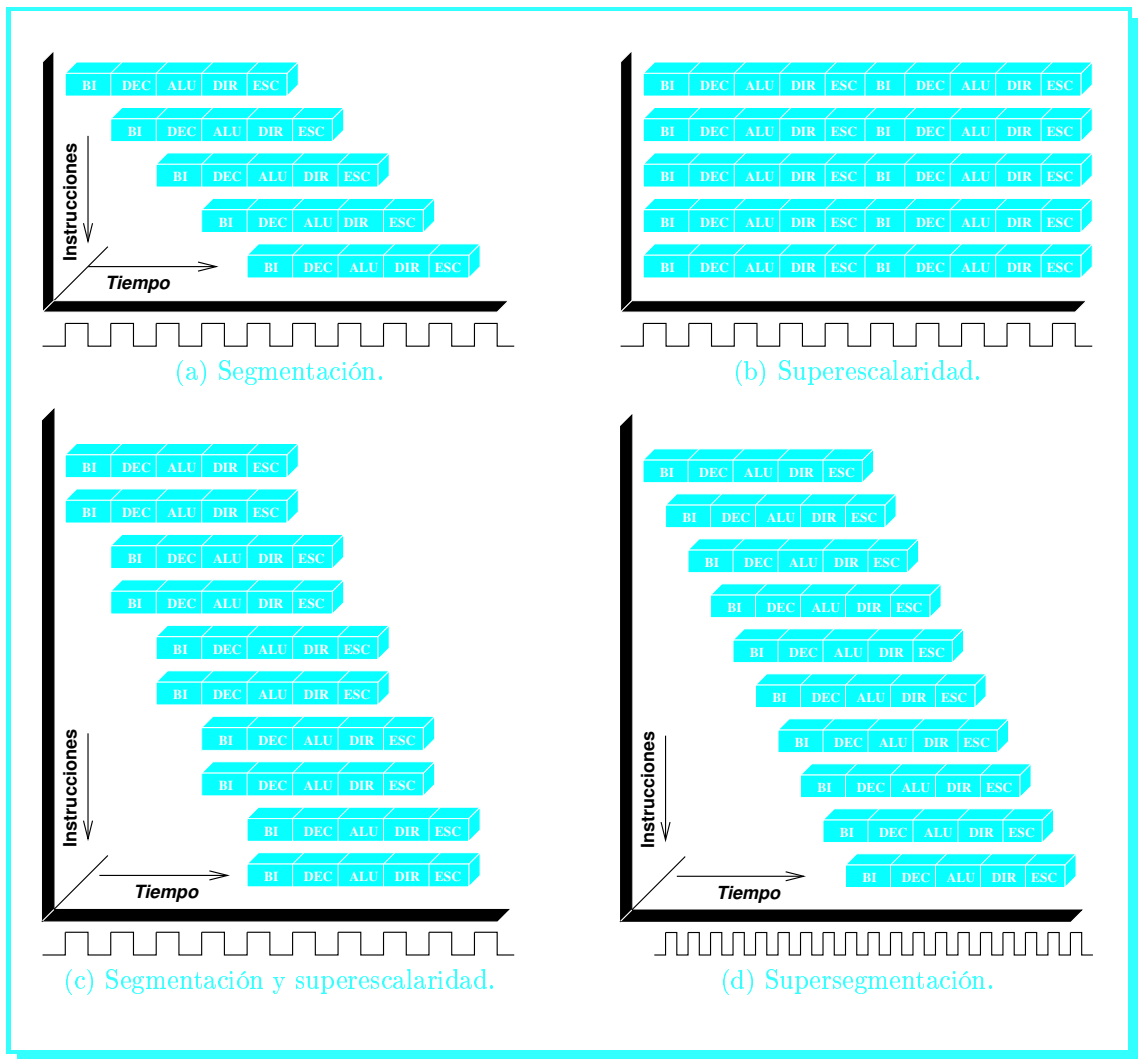 BI DEC ALU DIR ESC
BI DEC ALU DIR ESC
BI DEC ALU DIR ESC
BI DEC ALU DIR ESC
BI DEC ALU DIR ESC
Instrucciones
Tiempo
(a) Segmentación.
BI DEC ALU DIR ESC BI DEC ALU DIR ESC
BI DEC ALU DIR ESC BI DEC ALU DIR ESC
BI DEC ALU DIR ESC BI DEC ALU DIR ESC
BI DEC ALU DIR ESC BI DEC ALU DIR ESC
BI DEC ALU DIR ESC BI DEC ALU DIR ESC
(b) Superescalaridad.
BI DEC ALU DIR ESC
BI DEC ALU DIR ESC
BI DEC ALU DIR ESC
BI DEC ALU DIR ESC
BI DEC ALU DIR ESC
BI DEC ALU DIR ESC
BI DEC ALU DIR ESC
BI DEC ALU DIR ESC
BI DEC ALU DIR ESC
BI DEC ALU DIR ESC
Instrucciones
Tiempo
(c) Segmentación y superescalaridad.
BI DEC ALU DIR ESC
BI DEC ALU DIR ESC
BI DEC ALU DIR ESC
BI DEC ALU DIR ESC
BI DEC ALU DIR ESC
BI DEC ALU DIR ESC
BI DEC ALU DIR ESC
BI DEC ALU DIR ESC
BI DEC ALU DIR ESC
BI DEC ALU DIR ESC
Instrucciones
Tiempo
(d) Supersegmentación.